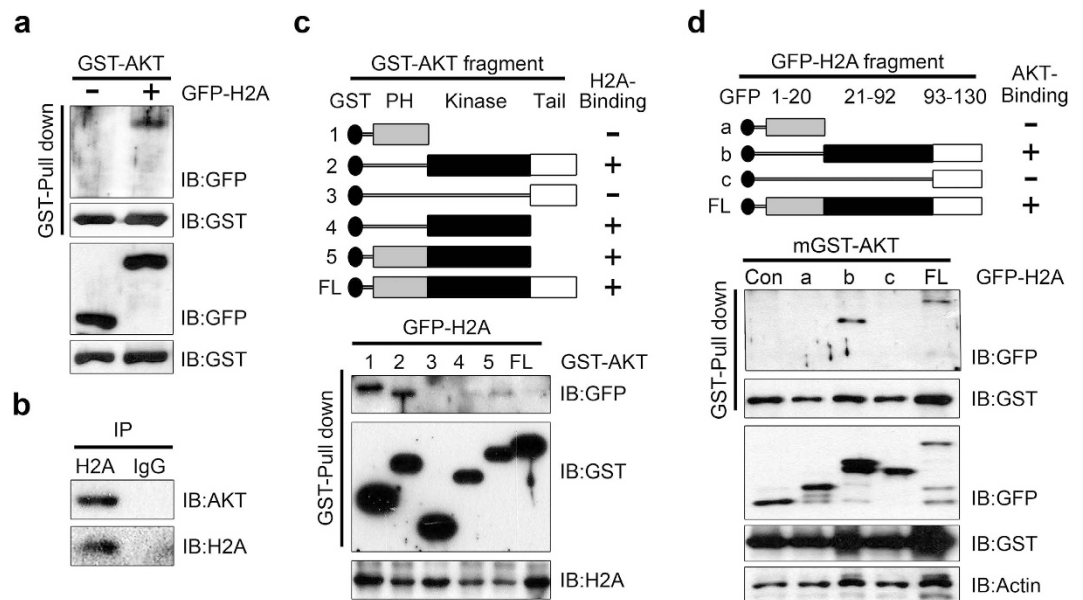 a
GST-AKT
− + GFP-H2A
GST-Pull down
IB:GFP
IB:GST
IB:GFP
IB:GST
b
IP
H2A IgG
IB:AKT
IB:H2A
c
GST-AKT fragment
H2A-
Binding
GST PH Kinase Tail
1 −
2 +
3 −
4 +
5 +
FL +
GFP-H2A
1 2 3 4 5 FL GST-AKT
GST-Pull down
IB:GFP
IB:GST
IB:H2A
d
GFP-H2A fragment
AKT-
Binding
GFP 1-20 21-92 93-130
a −
b +
c −
FL +
mGST-AKT
Con a b c FL GFP-H2A
GST-Pull down
IB:GFP
IB:GST
IB:GFP
IB:GST
IB:Actin